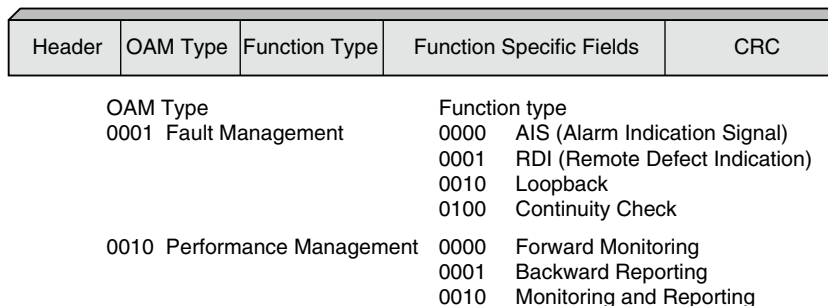 Header OAM Type Function Type Function Specific Fields CRC
OAM Type Function type
0001 Fault Management 0000 AIS (Alarm Indication Signal)
0001 RDI (Remote Defect Indication)
0010 Loopback
0100 Continuity Check
0010 Performance Management 0000 Forward Monitoring
0001 Backward Reporting
0010 Monitoring and Reporting